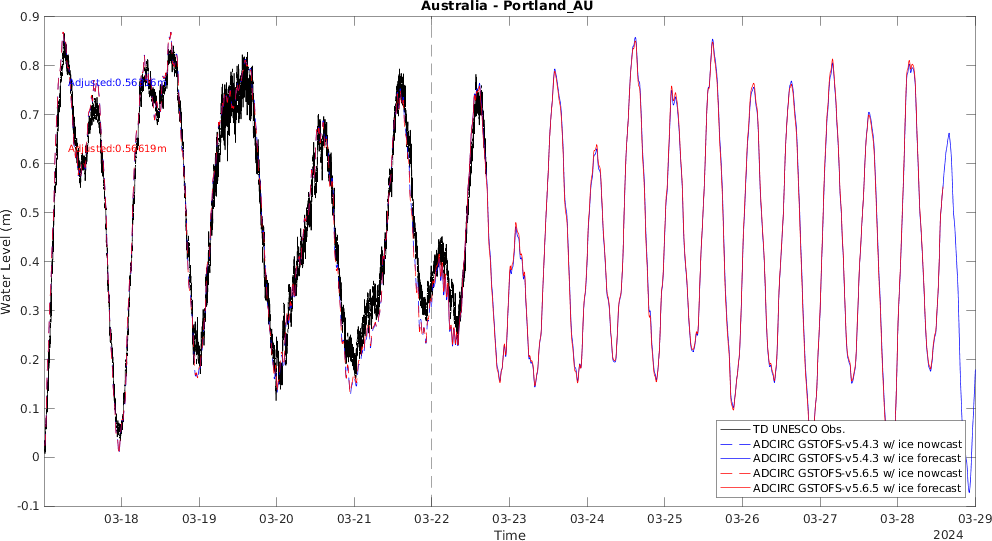 Australia - Portland_AU
0.9
0.8
0.7
0.6
0.5
0.4
0.3
0.2
0.1
0
-0.1
Water Level (m)
Adjusted:0.56619m
TD UNESCO Obs.
ADCIRC GSTOFS-v5.4.3 w/ ice nowcast
ADCIRC GSTOFS-v5.4.3 w/ ice forecast
ADCIRC GSTOFS-v5.6.5 w/ ice nowcast
ADCIRC GSTOFS-v5.6.5 w/ ice forecast
03-18 03-19 03-20 03-21 03-22 03-23 03-24 03-25 03-26 03-27 03-28 03-29
Time
2024